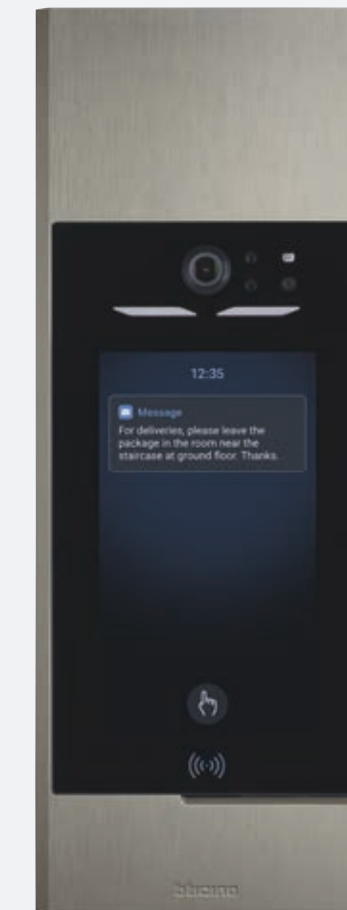 12:35
Message
For deliveries, please leave the
package in the room near the
staircase at ground floor. Thanks.
bticino